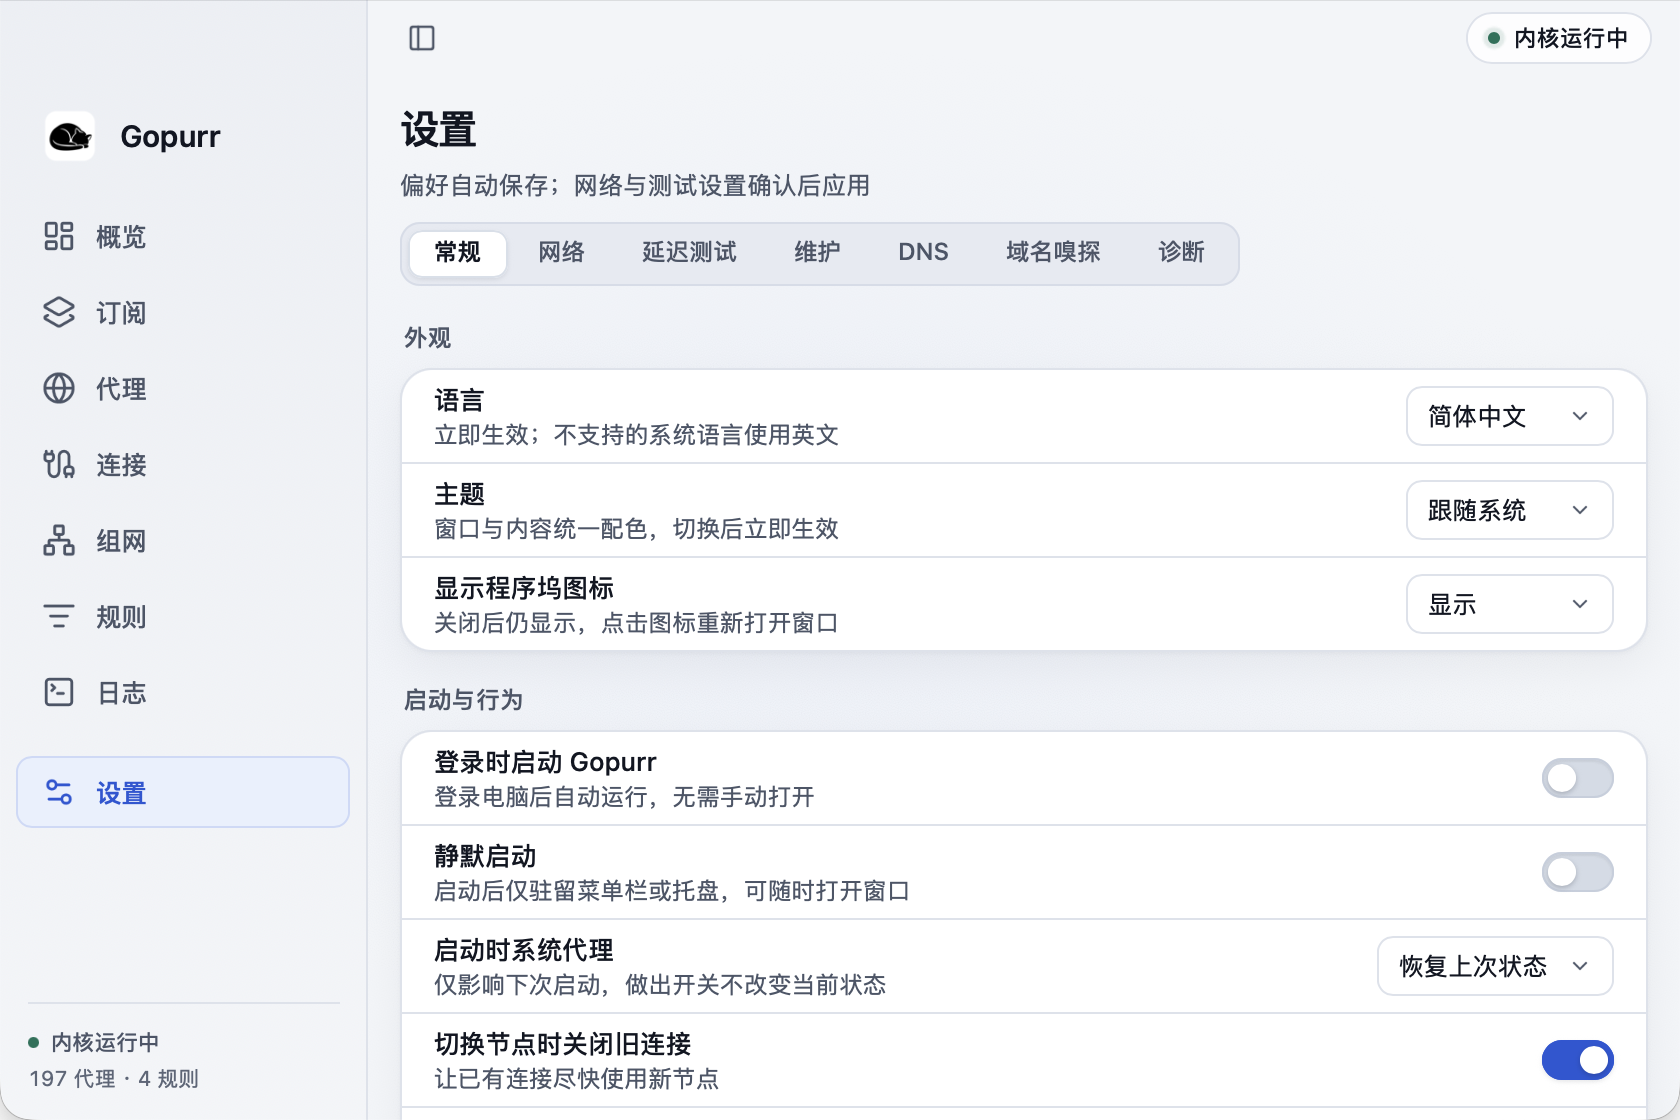 内核运行中
Gopurr
概览
订阅
代理
连接
组网
规则
日志
设置
内核运行中
197 代理 · 4 规则
设置
偏好自动保存；网络与测试设置确认后应用
常规 网络 延迟测试 维护 DNS 域名嗅探 诊断
外观
语言
立即生效；不支持的系统语言使用英文
简体中文
主题
窗口与内容统一配色，切换后立即生效
跟随系统
显示程序坞图标
关闭后仍显示，点击图标重新打开窗口
显示
启动与行为
登录时启动 Gopurr
登录电脑后自动运行，无需手动打开
静默启动
启动后仅驻留菜单栏或托盘，可随时打开窗口
启动时系统代理
仅影响下次启动，做出开关不改变当前状态
恢复上次状态
切换节点时关闭旧连接
让已有连接尽快使用新节点